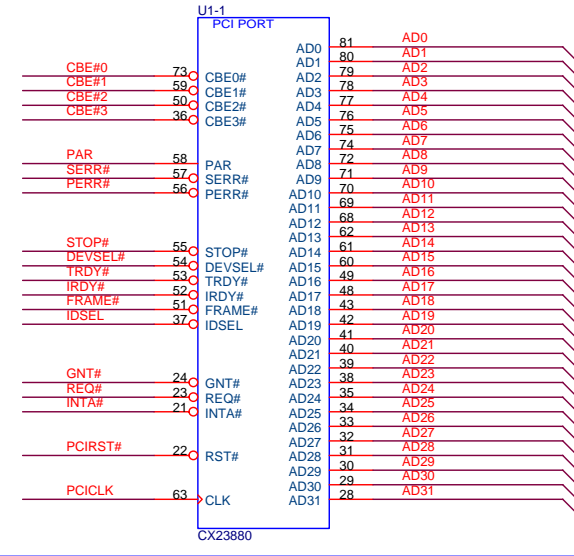 U1-1
PCI PORT
CBE#0 73 CBE0#
CBE#1 59 CBE1#
CBE#2 50 CBE2#
CBE#3 36 CBE3#
PAR 58 PAR
SERR# 57 SERR#
PERR# 56 PERR#
STOP# 55 STOP#
DEVSEL# 54 DEVSEL#
TRDY# 53 TRDY#
IRDY# 52 IRDY#
FRAME# 51 FRAME#
IDSEL 37 IDSEL
GNT# 24 GNT#
REQ# 23 REQ#
INTA# 21 INTA#
PCIRST# 22 RST#
PCICLK 63 CLK
AD0 81 AD0
AD1 80 AD1
AD2 79 AD2
AD3 78 AD3
AD4 77 AD4
AD5 76 AD5
AD6 75 AD6
AD7 74 AD7
AD8 72 AD8
AD9 71 AD9
AD10 70 AD10
AD11 69 AD11
AD12 68 AD12
AD13 62 AD13
AD14 61 AD14
AD15 60 AD15
AD16 49 AD16
AD17 48 AD17
AD18 43 AD18
AD19 42 AD19
AD20 41 AD20
AD21 40 AD21
AD22 39 AD22
AD23 38 AD23
AD24 35 AD24
AD25 34 AD25
AD26 33 AD26
AD27 32 AD27
AD28 31 AD28
AD29 30 AD29
AD30 29 AD30
AD31 28 AD31
CX23880